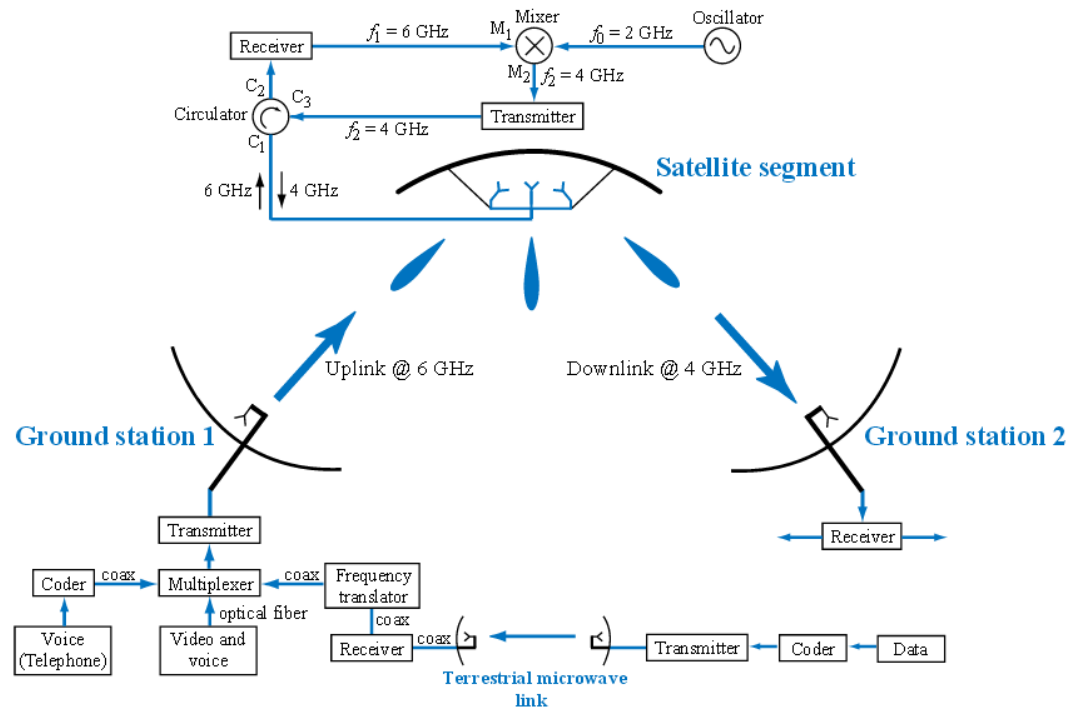 Mixer
Oscillator
M1
f1 = 6 GHz
f0 = 2 GHz
Receiver
M2
f2 = 4 GHz
C2
C3
Circulator
Transmitter
f2 = 4 GHz
C1
Satellite segment
6 GHz
4 GHz
Uplink @ 6 GHz
Downlink @ 4 GHz
Ground station 1
Ground station 2
Transmitter
Receiver
coax
coax
Coder
Multiplexer
Frequency
translator
optical fiber
coax
Voice
(Telephone)
Video and
voice
Receiver
coax
Transmitter
Coder
Data
Terrestrial microwave
link